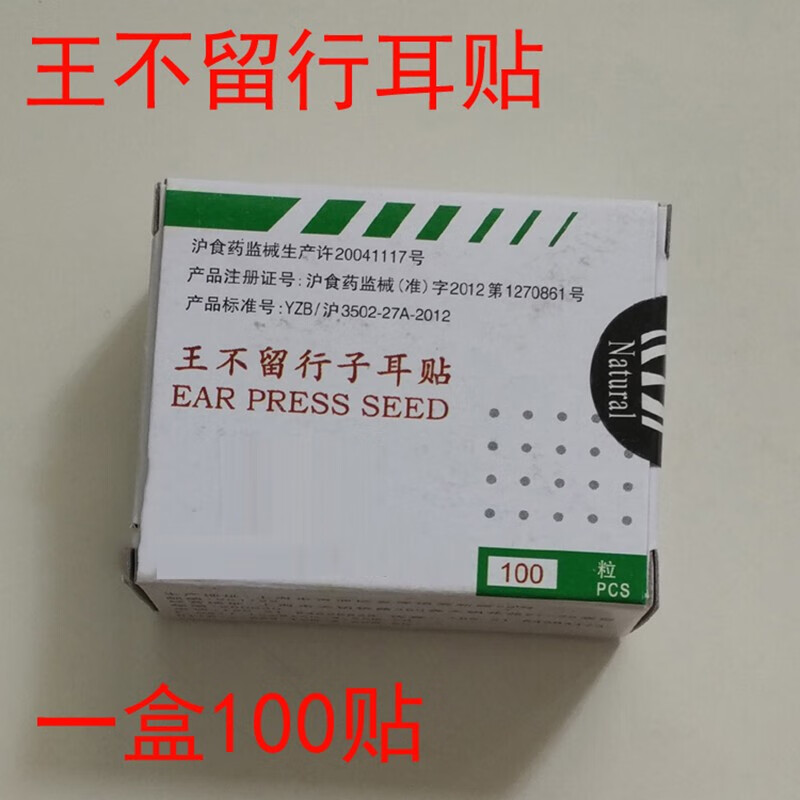 王不留行耳贴
沪食药监械生产许20041117号
产品注册证号:沪食药监械(准)字2012第1270861号
产品标准号:YZB/沪3502-27A-2012
王不留行子耳贴
EAR PRESS SEED
Natural
100 粒
PCS
一盒100贴